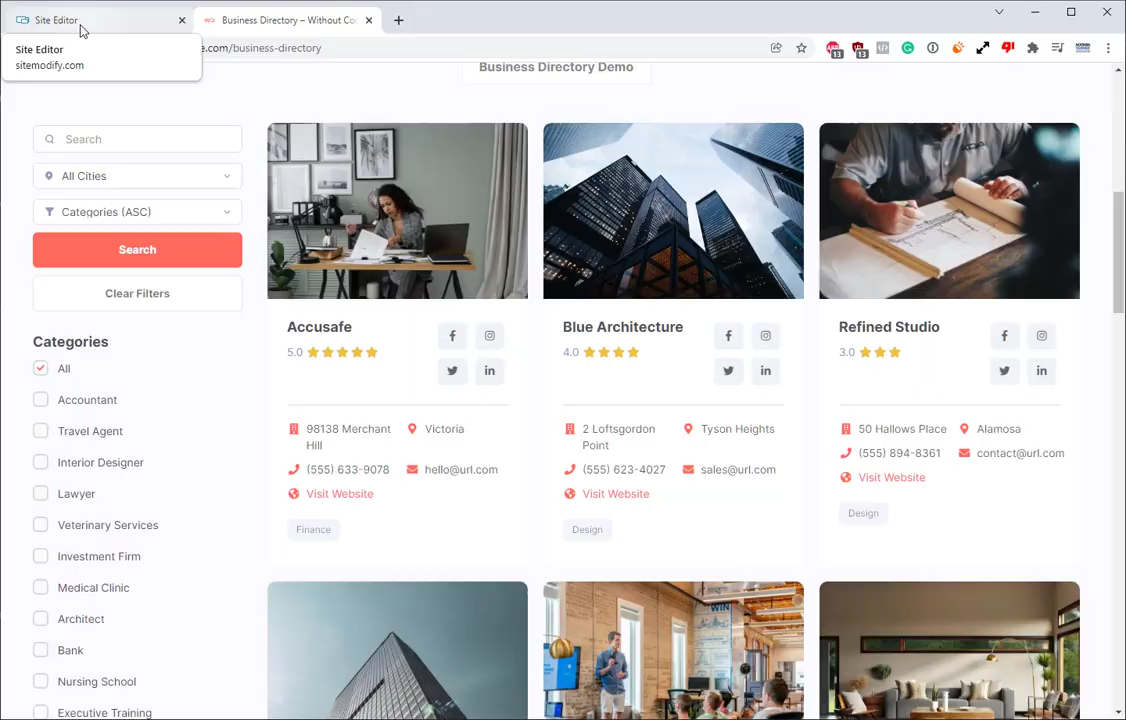 Site Editor
Business Directory – Without Co
Site Editor
sitemodify.com
e.com/business-directory
13
13
Business Directory Demo
Search
All Cities
Categories (ASC)
Search
Clear Filters
Categories
All
Accountant
Travel Agent
Interior Designer
Lawyer
Veterinary Services
Investment Firm
Medical Clinic
Architect
Bank
Nursing School
Executive Training
Accusafe
5.0
98138 Merchant
Hill
Victoria
(555) 633-9078
hello@url.com
Visit Website
Finance
Blue Architecture
4.0
2 Loftsgordon
Point
Tyson Heights
(555) 623-4027
sales@url.com
Visit Website
Design
Refined Studio
3.0
50 Hallows Place
Alamosa
(555) 894-8361
contact@url.com
Visit Website
Design
WIN